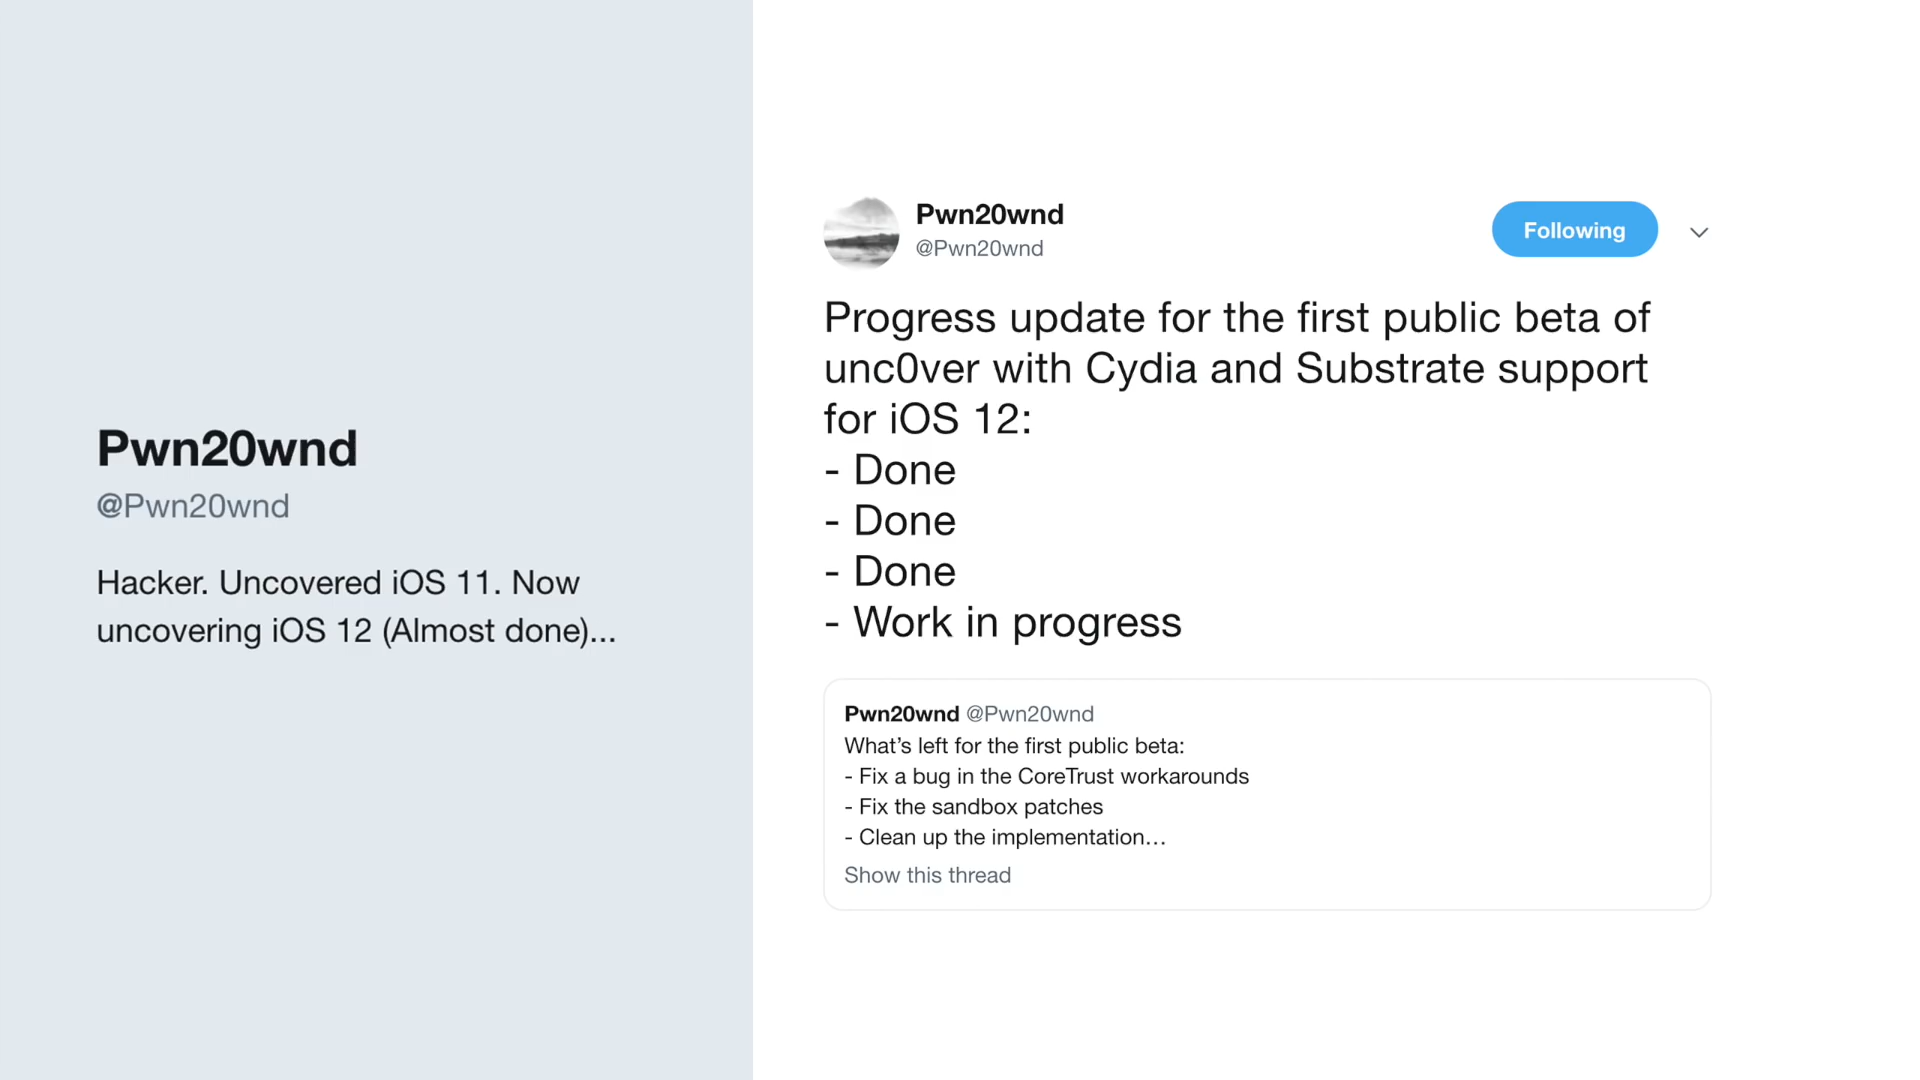 Pwn20wnd
@Pwn20wnd
Hacker. Uncovered iOS 11. Now
uncovering iOS 12 (Almost done)...
Pwn20wnd
@Pwn20wnd
Following
Progress update for the first public beta of
unc0ver with Cydia and Substrate support
for iOS 12:
- Done
- Done
- Done
- Work in progress
Pwn20wnd @Pwn20wnd
What’s left for the first public beta:
- Fix a bug in the CoreTrust workarounds
- Fix the sandbox patches
- Clean up the implementation…
Show this thread